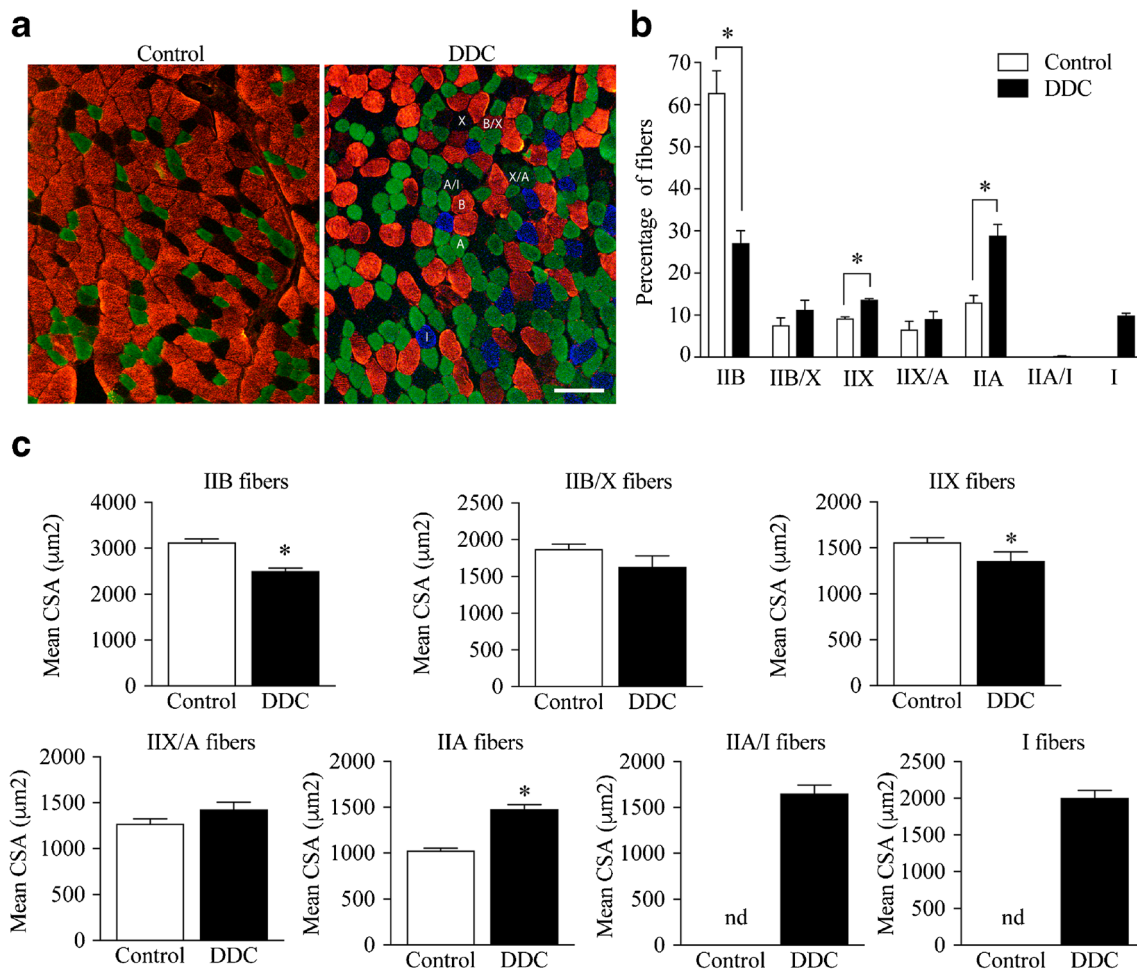 a
Control
DDC
X
B/X
A/I
X/A
B
A
I
b
*
Control
DDC
*
*
Percentage of fibers
70
60
50
40
30
20
10
0
IIB IIB/X IIX IIX/A IIA IIA/I I
c
IIB fibers
Mean CSA (μm2)
4000
3000
2000
1000
0
*
Control DDC
IIB/X fibers
Mean CSA (μm2)
2500
2000
1500
1000
500
0
Control DDC
IIX fibers
Mean CSA (μm2)
2000
1500
1000
500
0
*
Control DDC
IIX/A fibers
Mean CSA (μm2)
2000
1500
1000
500
0
Control DDC
IIA fibers
Mean CSA (μm2)
2000
1500
1000
500
0
*
Control DDC
IIA/I fibers
Mean CSA (μm2)
2000
1500
1000
500
0
nd
Control DDC
I fibers
Mean CSA (μm2)
2500
2000
1500
1000
500
0
nd
Control DDC